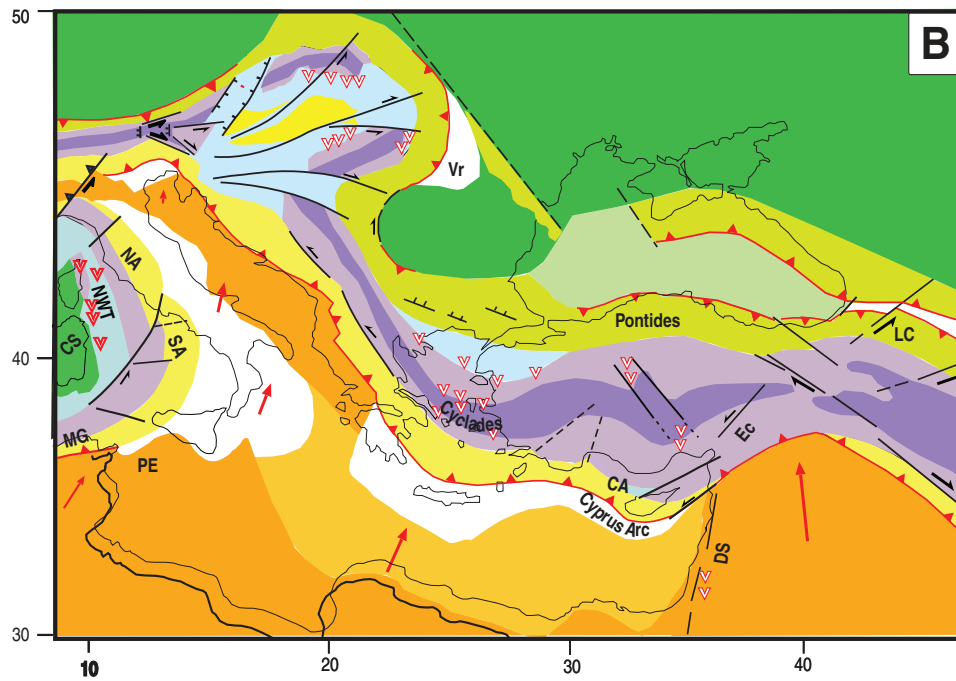 50
B
Vr
NA
NWT
CS
SA
Pontides
LC
40
Cyclades
MG
PE
Ec
CA
Cyprus Arc
DS
30
10
20
30
40